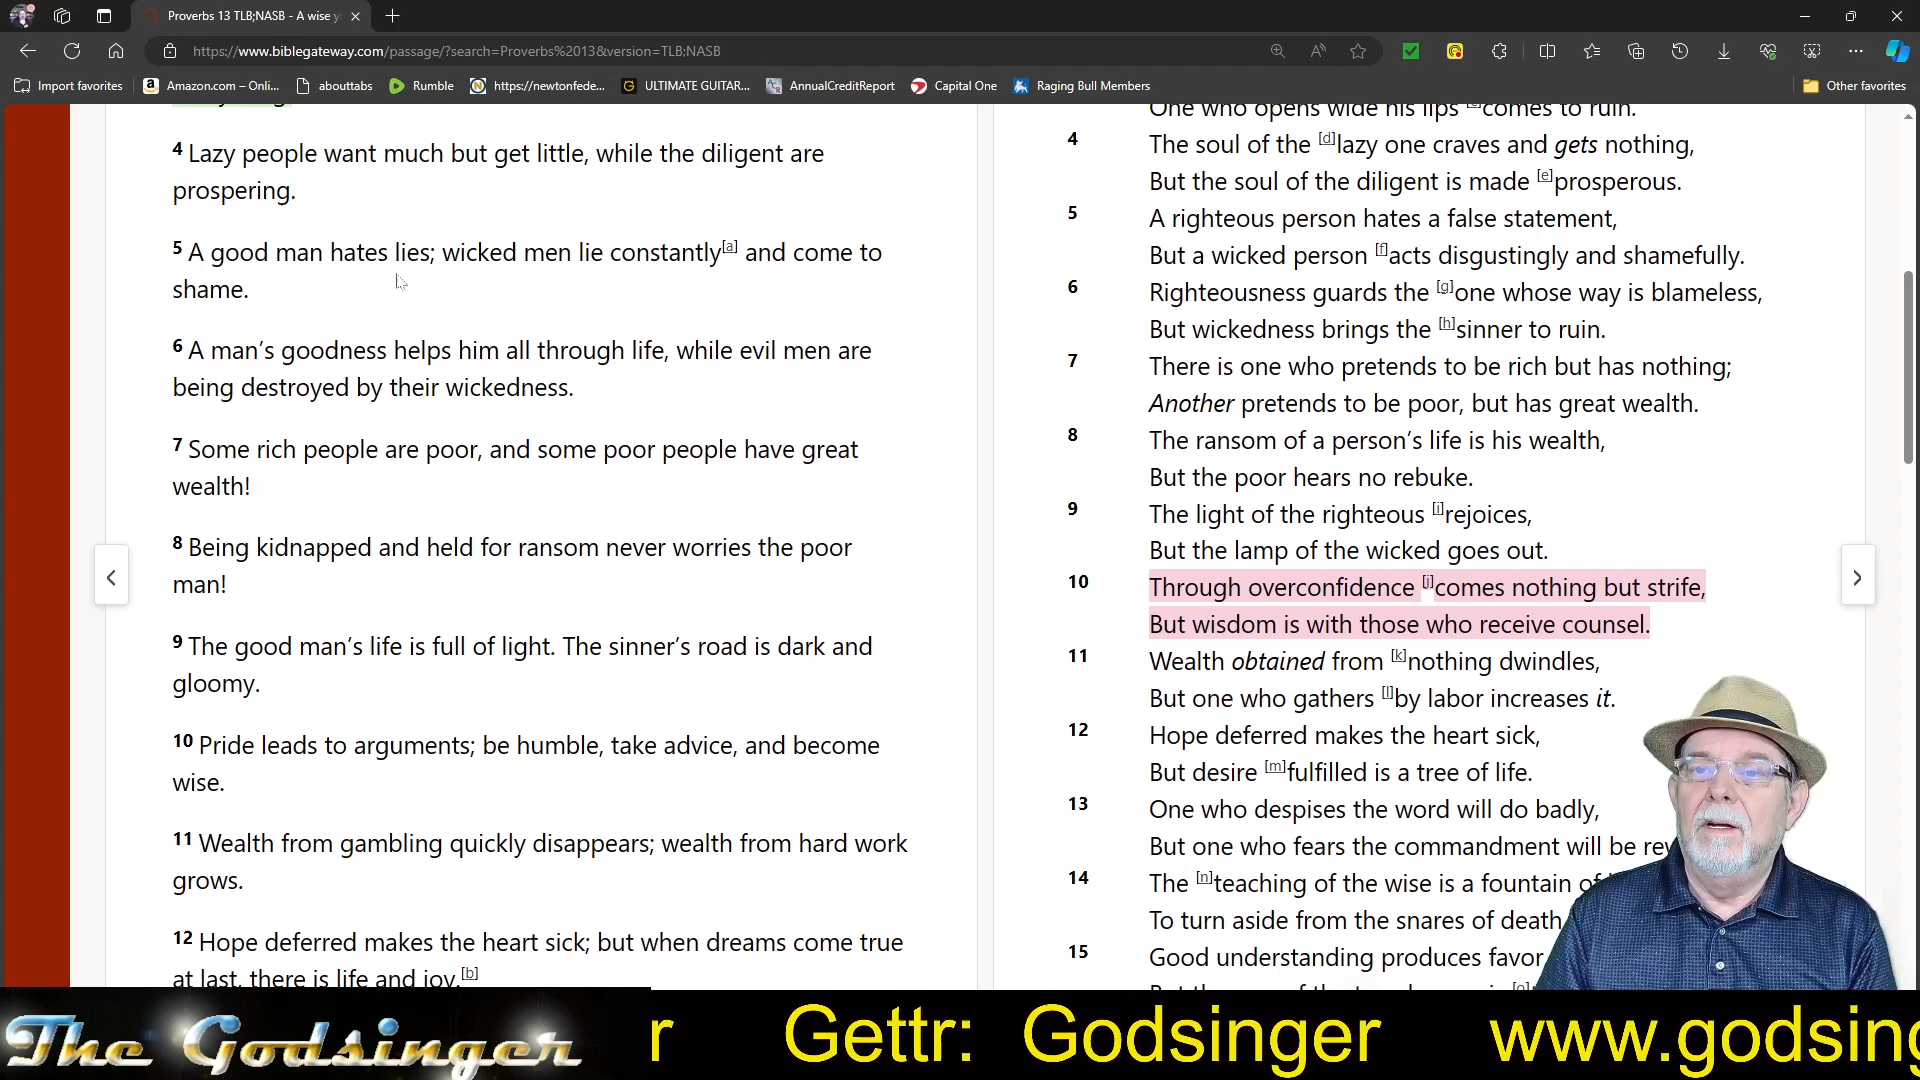 Proverbs 13 TLB;NASB - A wise y
https://www.biblegateway.com/passage/?search=Proverbs%2013&version=TLB;NASB
Import favorites
Amazon.com – Onli...
abouttabs
Rumble
https://newtonfede...
ULTIMATE GUITAR...
AnnualCreditReport
Capital One
Raging Bull Members
Other favorites
4 Lazy people want much but get little, while the diligent are
prospering.
5 A good man hates lies; wicked men lie constantly[a] and come to
shame.
6 A man’s goodness helps him all through life, while evil men are
being destroyed by their wickedness.
7 Some rich people are poor, and some poor people have great
wealth!
8 Being kidnapped and held for ransom never worries the poor
man!
9 The good man’s life is full of light. The sinner’s road is dark and
gloomy.
10 Pride leads to arguments; be humble, take advice, and become
wise.
11 Wealth from gambling quickly disappears; wealth from hard work
grows.
12 Hope deferred makes the heart sick; but when dreams come true
at last, there is life and joy.[b]
One who opens wide his lips comes to ruin.
4 The soul of the [d]lazy one craves and gets nothing,
But the soul of the diligent is made [e]prosperous.
5 A righteous person hates a false statement,
But a wicked person [f]acts disgustingly and shamefully.
6 Righteousness guards the [g]one whose way is blameless,
But wickedness brings the [h]sinner to ruin.
7 There is one who pretends to be rich but has nothing;
Another pretends to be poor, but has great wealth.
8 The ransom of a person’s life is his wealth,
But the poor hears no rebuke.
9 The light of the righteous [i]rejoices,
But the lamp of the wicked goes out.
10 Through overconfidence [j]comes nothing but strife,
But wisdom is with those who receive counsel.
11 Wealth obtained from [k]nothing dwindles,
But one who gathers [l]by labor increases it.
12 Hope deferred makes the heart sick,
But desire [m]fulfilled is a tree of life.
13 One who despises the word will do badly,
But one who fears the commandment will be rew
14 The [n]teaching of the wise is a fountain of
To turn aside from the snares of death
15 Good understanding produces favor
The Godsinger
r Gettr: Godsinger www.godsing